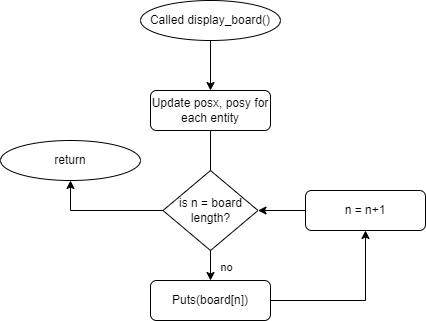 Called display_board()
Update posx, posy for
each entity
return
is n = board
length?
n = n+1
no
Puts(board[n])